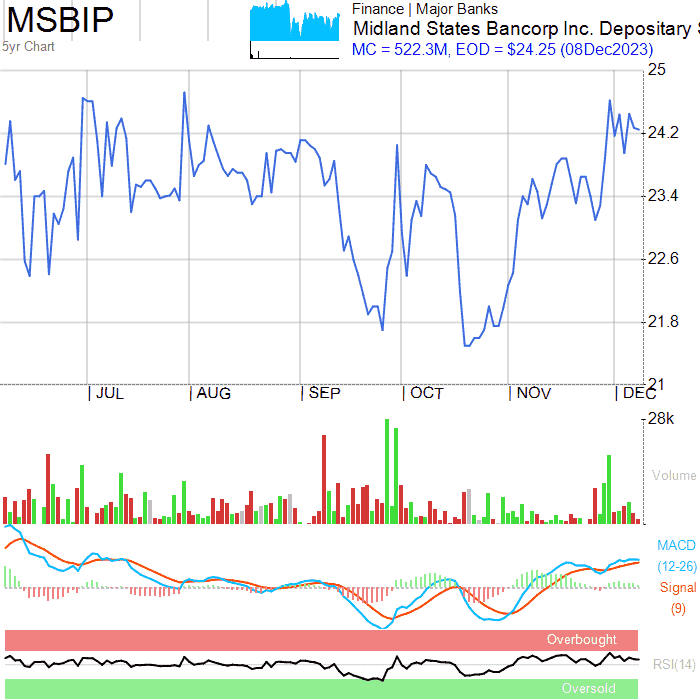 MSBIP
5yr Chart
Finance | Major Banks
Midland States Bancorp Inc. Depositary S
MC = 522.3M, EOD = $24.25 (08Dec2023)
25
24.2
23.4
22.6
21.8
21
JUL AUG SEP OCT NOV DEC
28k
Volume
MACD
(12-26)
Signal
(9)
Overbought
RSI(14)
Oversold